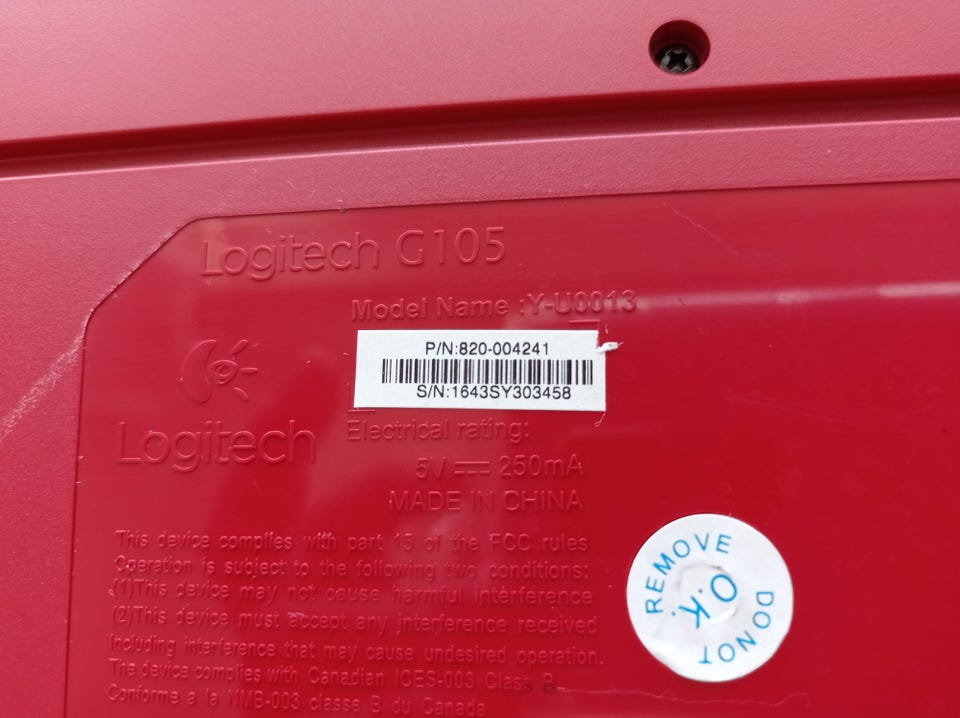 Logitech G105
Model Name :Y-U0013
P/N:820-004241
S/N:1643SY303458
Logitech
Electrical rating:
5V 250mA
MADE IN CHINA
This device complies with part 15 of the FCC rules
Operation is subject to the following two conditions:
(1)This device may not cause harmful interference
(2)This device must accept any interference received
Including interference that may cause undesired operation.
The device complies with Canadian ICES-003 Class B
Conforme a la NMB-003 classe B du Canada
DO NOT REMOVE
O.K.